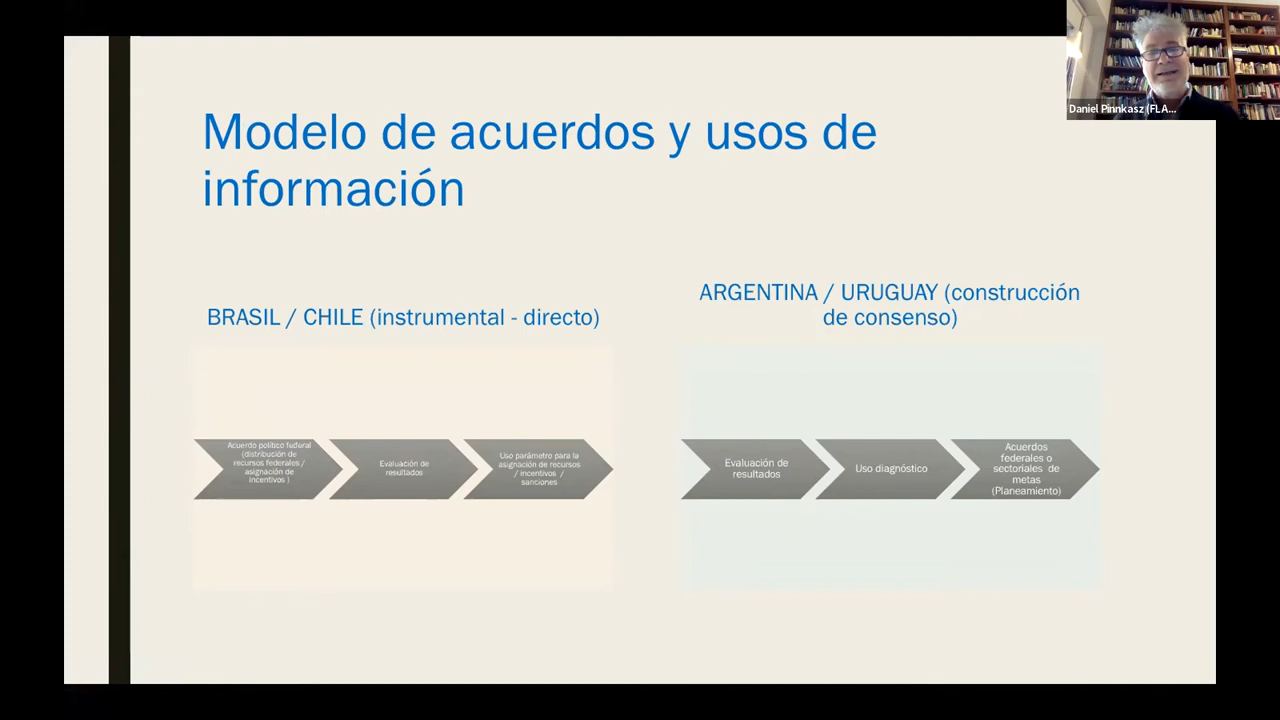 Daniel Pinnkasz (FLA...
Modelo de acuerdos y usos de
información
BRASIL / CHILE (instrumental - directo)
Acuerdo político federal
(distribución de
recursos federales /
asignación de
incentivos )
Evaluación de
resultados
Uso parámetro para la
asignación de recursos
/ incentivos /
sanciones
ARGENTINA / URUGUAY (construcción
de consenso)
Evaluación de
resultados
Uso diagnóstico
Acuerdos
federales o
sectoriales de
metas
(Planeamiento)